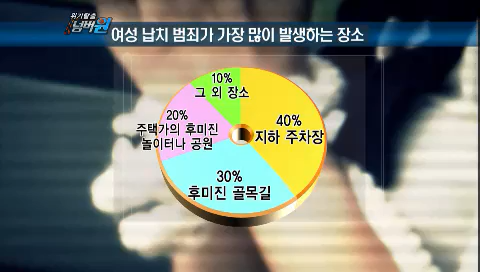 위기탈출
넘버원
여성 납치 범죄가 가장 많이 발생하는 장소
10%
그 외 장소
40%
지하 주차장
20%
주택가의 후미진
놀이터나 공원
30%
후미진 골목길